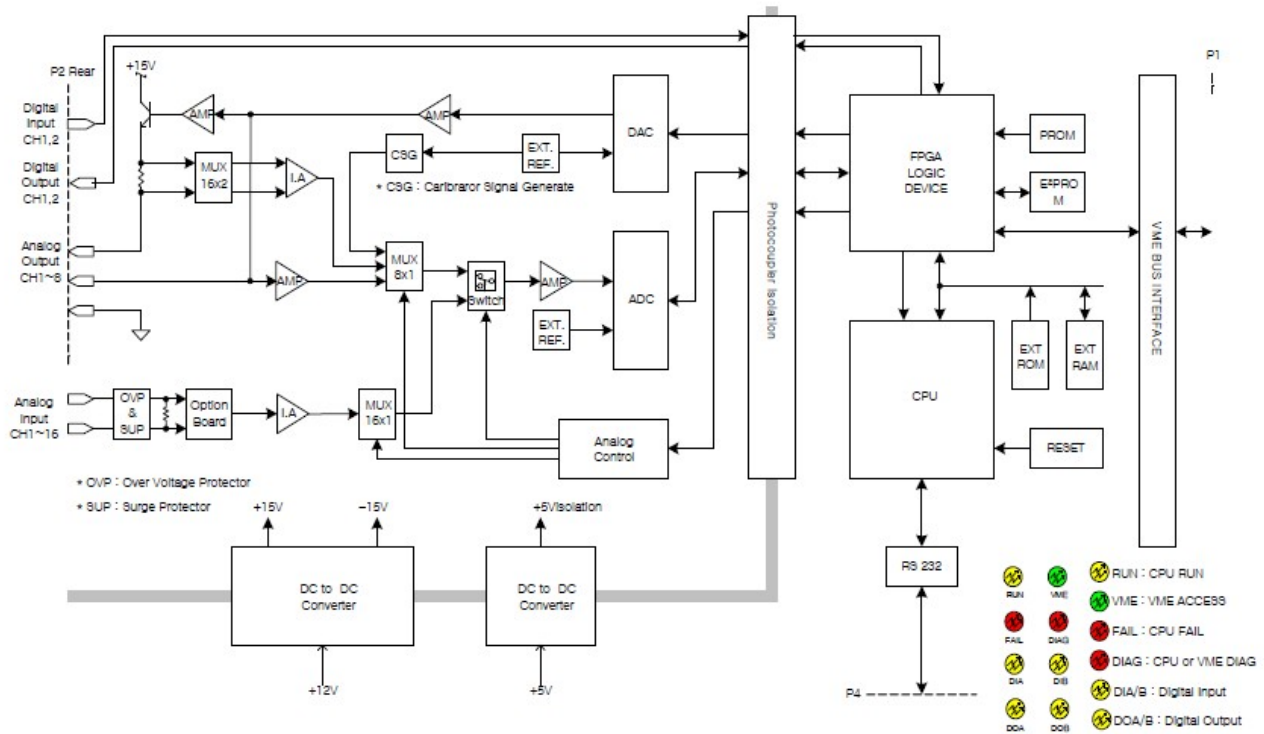 P2 Rear
+15V
Digital
Input
CH1,2
Digital
Output
CH1,2
Analog
Output
CH1~8
Analog
Input
CH1~16
AMP
AMP
MUX
16x2
I.A
CSG
EXT.
REF.
* CSG : Caribraror Signal Generate
DAC
AMP
MUX
8x1
Switch
AMP
EXT.
REF.
ADC
OVP
&
SUP
Option
Board
I.A
MUX
16x1
Analog
Control
* OVP : Over Voltage Protector
* SUP : Surge Protector
+15V
-15V
+5Visolation
DC to DC
Converter
DC to DC
Converter
+12V
+5V
Photocoupler Isolation
FPGA
LOGIC
DEVICE
PROM
E²PRO
M
EXT
ROM
EXT
RAM
CPU
RESET
RS 232
P4
P1
VME BUS INTERFACE
RUN
VME
RUN : CPU RUN
VME : VME ACCESS
FAIL
DIAG
FAIL : CPU FAIL
DIAG : CPU or VME DIAG
DIA
DIB
DIA/B : Digital Input
DOA
DOB
DOA/B : Digital Output